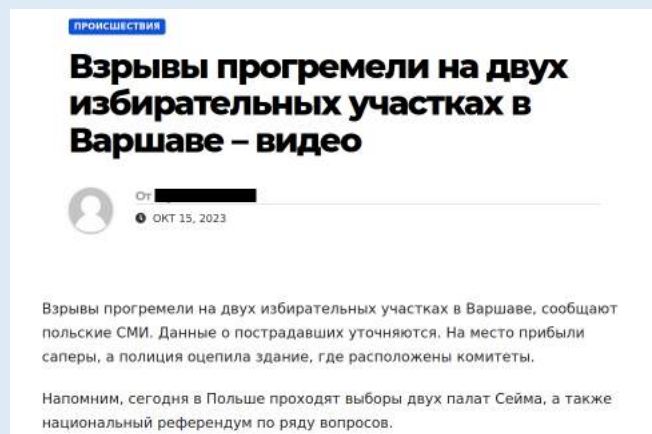 ПРОИСШЕСТВИЯ
Взрывы прогремели на двух
избирательных участках в
Варшаве – видео
От
ОКТ 15, 2023
Взрывы прогремели на двух избирательных участках в Варшаве, сообщают
польские СМИ. Данные о пострадавших уточняются. На место прибыли
саперы, а полиция оцепила здание, где расположены комитеты.
Напомним, сегодня в Польше проходят выборы двух палат Сейма, а также
национальный референдум по ряду вопросов.